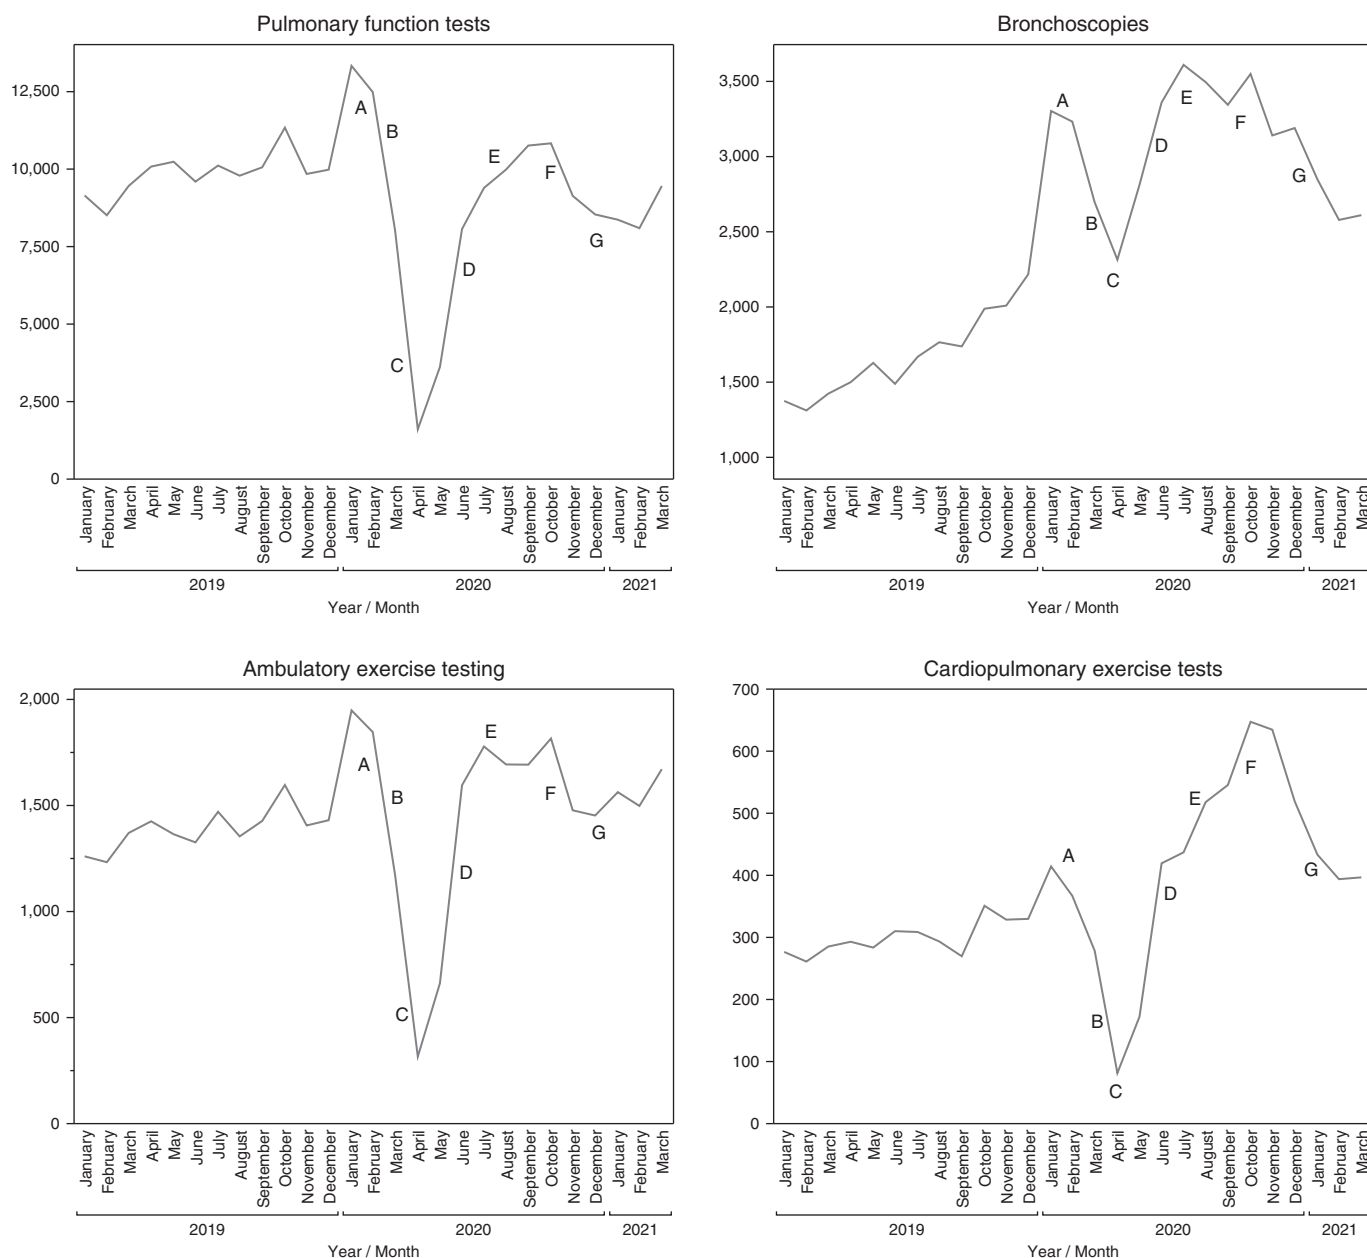 Pulmonary function tests
12,500
10,000
7,500
5,000
2,500
0
A
B
C
D
E
F
G
January
February
March
April
May
June
July
August
September
October
November
December
January
February
March
April
May
June
July
August
September
October
November
December
January
February
March
2019
2020
2021
Year / Month
Bronchoscopies
3,500
3,000
2,500
2,000
1,500
1,000
A
B
C
D
E
F
G
January
February
March
April
May
June
July
August
September
October
November
December
January
February
March
April
May
June
July
August
September
October
November
December
January
February
March
2019
2020
2021
Year / Month
Ambulatory exercise testing
2,000
1,500
1,000
500
0
A
B
C
D
E
F
G
January
February
March
April
May
June
July
August
September
October
November
December
January
February
March
April
May
June
July
August
September
October
November
December
January
February
March
2019
2020
2021
Year / Month
Cardiopulmonary exercise tests
700
600
500
400
300
200
100
0
A
B
C
D
E
F
G
January
February
March
April
May
June
July
August
September
October
November
December
January
February
March
April
May
June
July
August
September
October
November
December
January
February
March
2019
2020
2021
Year / Month